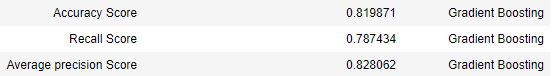 Accuracy Score 0.819871 Gradient Boosting
Recall Score 0.787434 Gradient Boosting
Average precision Score 0.828062 Gradient Boosting